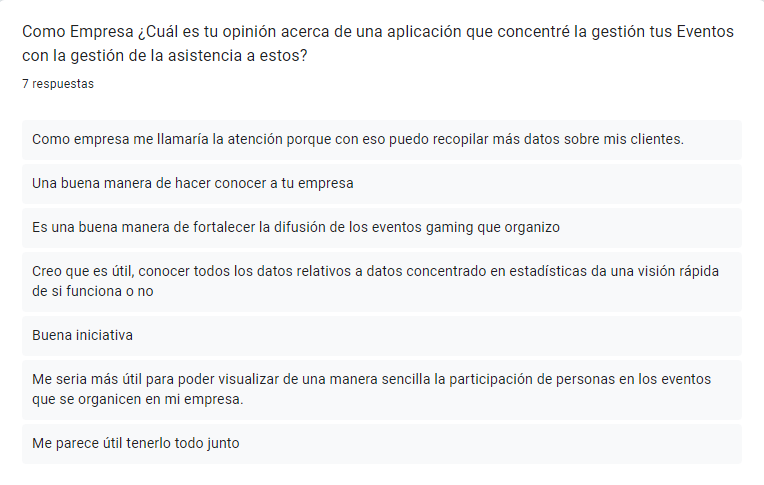 Como Empresa ¿Cuál es tu opinión acerca de una aplicación que concentré la gestión tus Eventos
con la gestión de la asistencia a estos?
7 respuestas
Como empresa me llamaría la atención porque con eso puedo recopilar más datos sobre mis clientes.
Una buena manera de hacer conocer a tu empresa
Es una buena manera de fortalecer la difusión de los eventos gaming que organizo
Creo que es útil, conocer todos los datos relativos a datos concentrado en estadísticas da una visión rápida
de si funciona o no
Buena iniciativa
Me seria más útil para poder visualizar de una manera sencilla la participación de personas en los eventos
que se organicen en mi empresa.
Me parece útil tenerlo todo junto